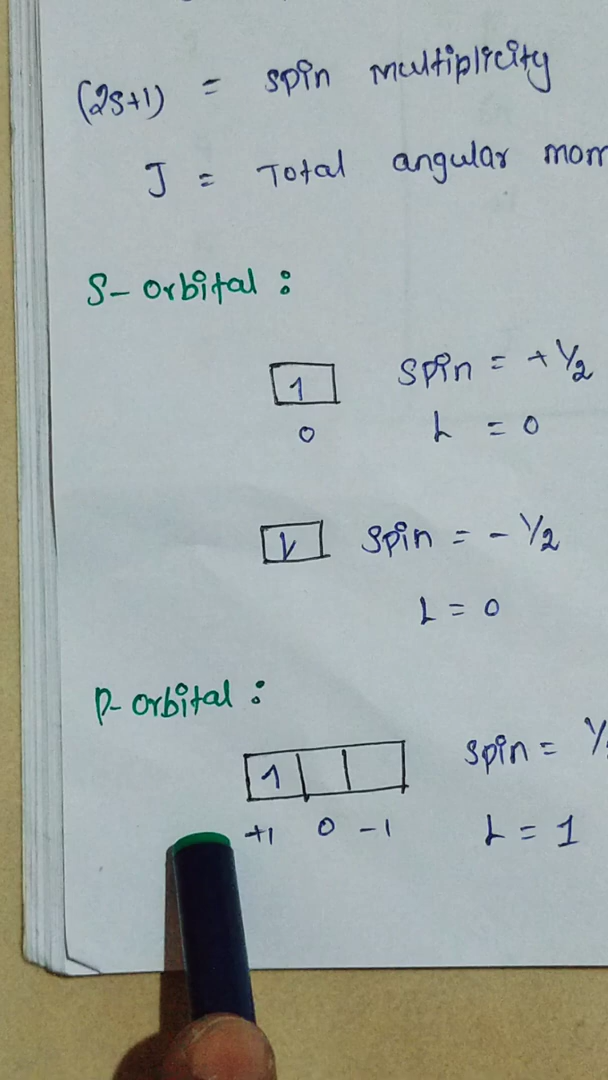 (2S+1) = spin multiplicity
J = Total angular mom
S- orbital :
1 spin = + 1/2
0 L = 0
spin = - 1/2
L = 0
P- orbital :
1 spin =
+1 0 -1 L = 1